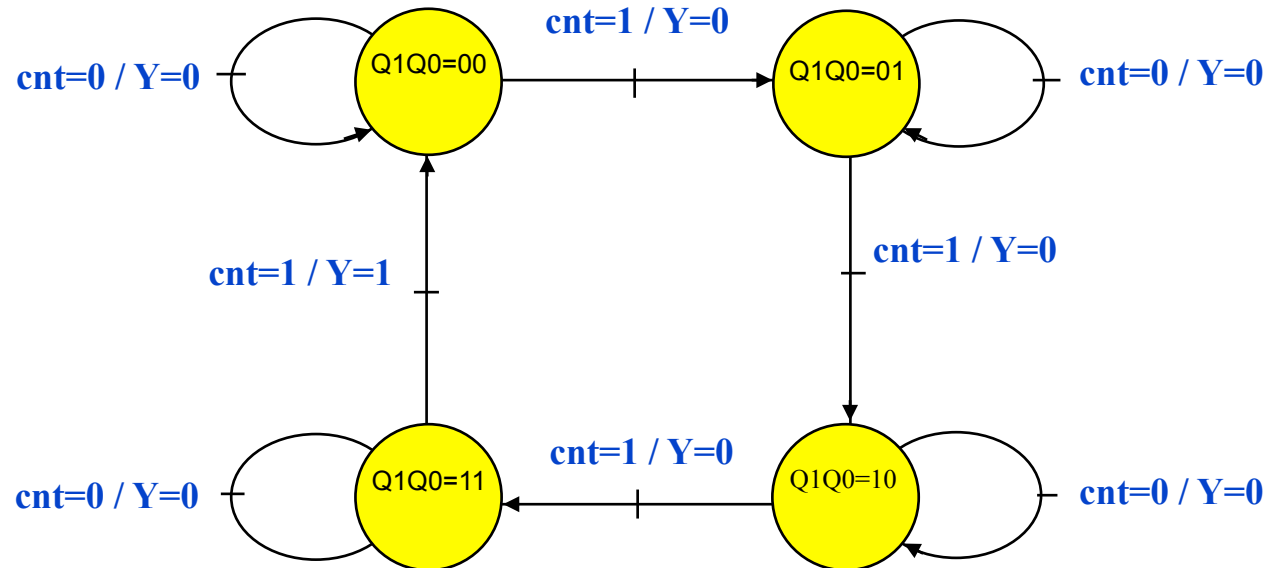 cnt=1 / Y=0
Q1Q0=00
Q1Q0=01
cnt=0 / Y=0
cnt=0 / Y=0
cnt=1 / Y=1
cnt=1 / Y=0
cnt=1 / Y=0
Q1Q0=11
Q1Q0=10
cnt=0 / Y=0
cnt=0 / Y=0